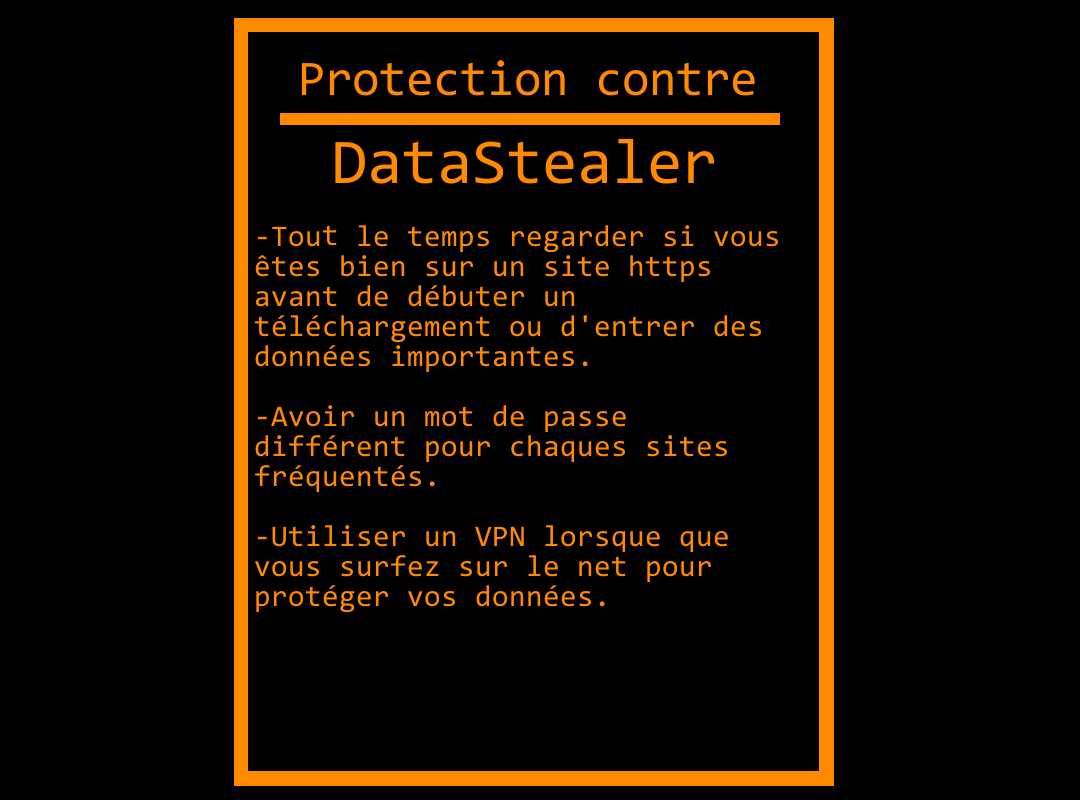 Protection contre
DataStealer
-Tout le temps regarder si vous
êtes bien sur un site https
avant de débuter un
téléchargement ou d'entrer des
données importantes.
-Avoir un mot de passe
différent pour chaques sites
fréquentés.
-Utiliser un VPN lorsque que
vous surfez sur le net pour
protéger vos données.